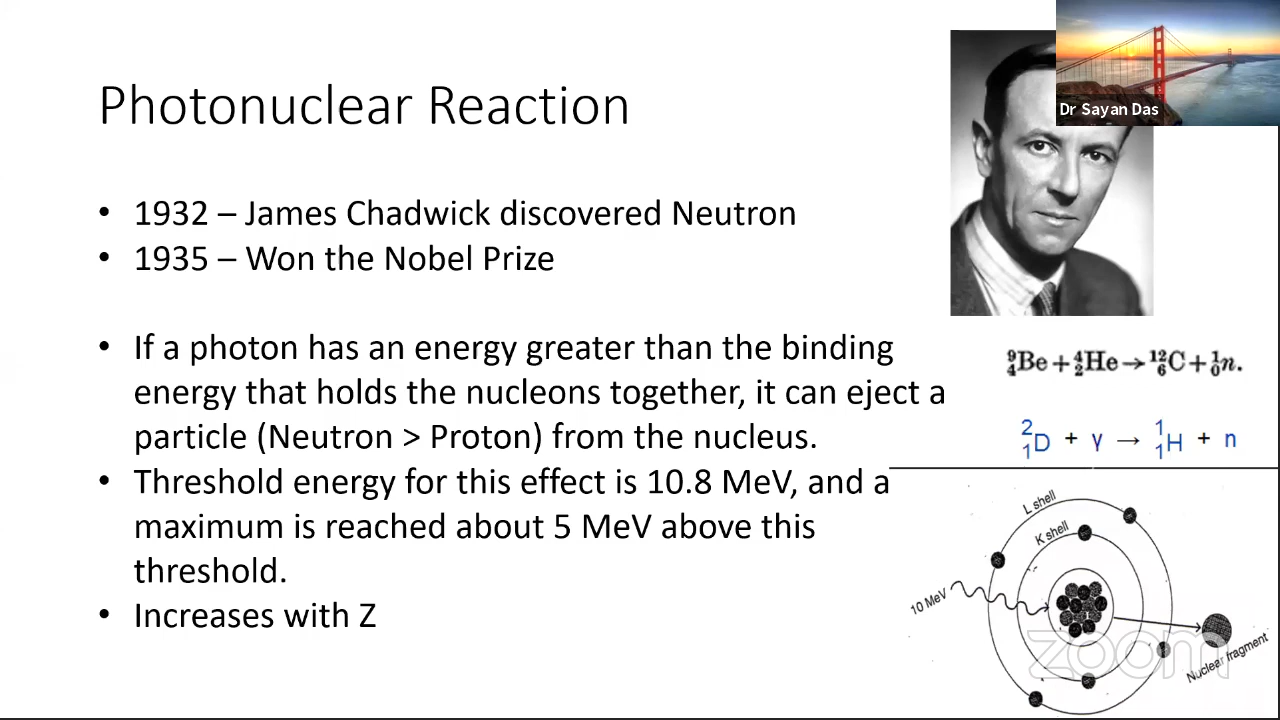 Dr Sayan Das
Photonuclear Reaction
• 1932 – James Chadwick discovered Neutron
• 1935 – Won the Nobel Prize
• If a photon has an energy greater than the binding
energy that holds the nucleons together, it can eject a
particle (Neutron > Proton) from the nucleus.
• Threshold energy for this effect is 10.8 MeV, and a
maximum is reached about 5 MeV above this
threshold.
• Increases with Z
⁹₄Be + ⁴₂He → ¹²₆C + ¹₀n.
²₁D + γ → ¹₁H + n
L shell
K shell
10 MeV
Nuclear fragment
zoom